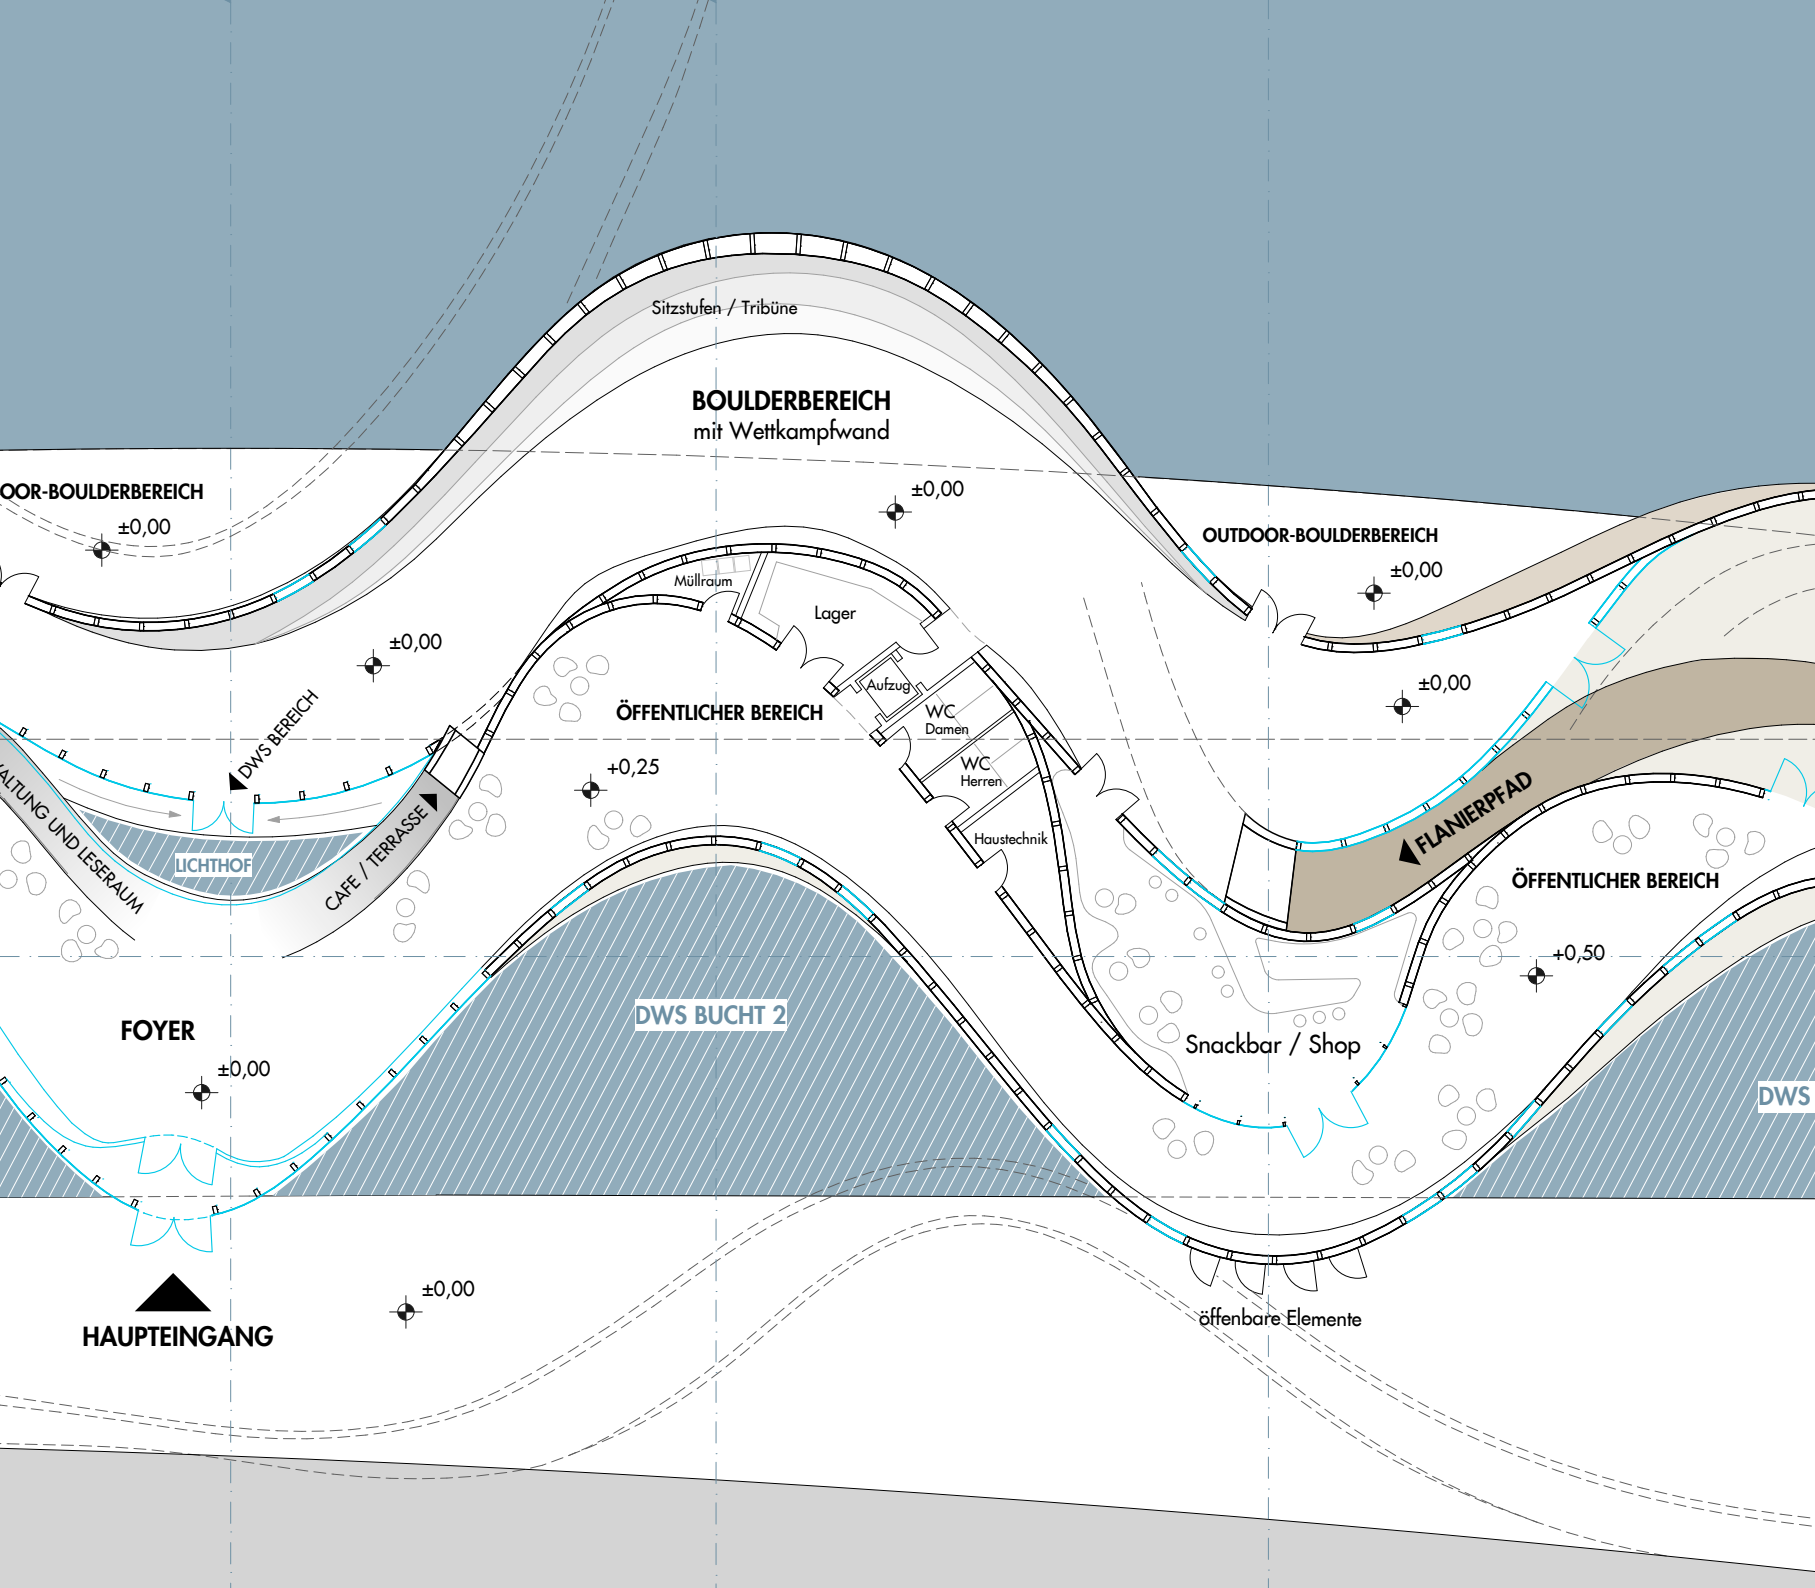 Sitzstufen / Tribüne
BOULDERBEREICH
mit Wettkampfwand
OOR-BOULDERBEREICH
±0,00
±0,00
OUTDOOR-BOULDERBEREICH
±0,00
Müllraum
Lager
±0,00
DWS BEREICH
Aufzug
ÖFFENTLICHER BEREICH
WC
Damen
±0,00
+0,25
WC
Herren
FLANIERPFAD
ALTUNG UND LESERAUM
LICHTHOF
CAFE / TERRASSE
Haustechnik
ÖFFENTLICHER BEREICH
+0,50
DWS BUCHT 2
FOYER
Snackbar / Shop
±0,00
DWS
±0,00
öffenbare Elemente
HAUPTEINGANG